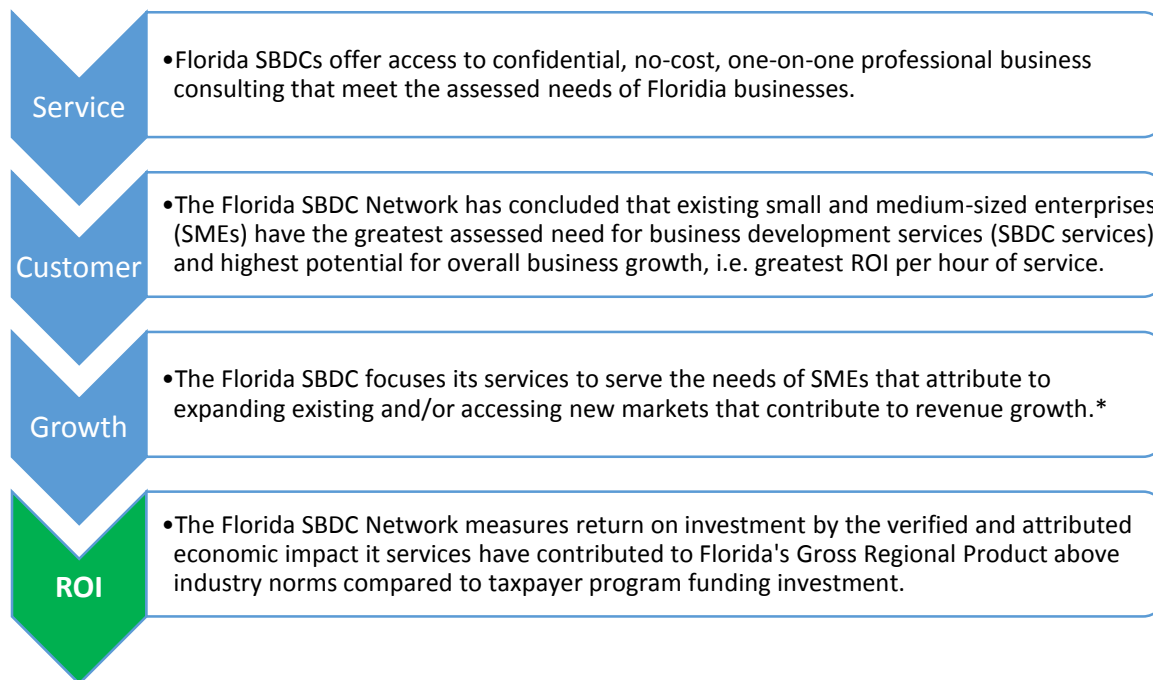 Service
•Florida SBDCs offer access to confidential, no-cost, one-on-one professional business
consulting that meet the assessed needs of Floridia businesses.
Customer
•The Florida SBDC Network has concluded that existing small and medium-sized enterprises
(SMEs) have the greatest assessed need for business development services (SBDC services)
and highest potential for overall business growth, i.e. greatest ROI per hour of service.
Growth
•The Florida SBDC focuses its services to serve the needs of SMEs that attribute to
expanding existing and/or accessing new markets that contribute to revenue growth.*
ROI
•The Florida SBDC Network measures return on investment by the verified and attributed
economic impact it services have contributed to Florida's Gross Regional Product above
industry norms compared to taxpayer program funding investment.